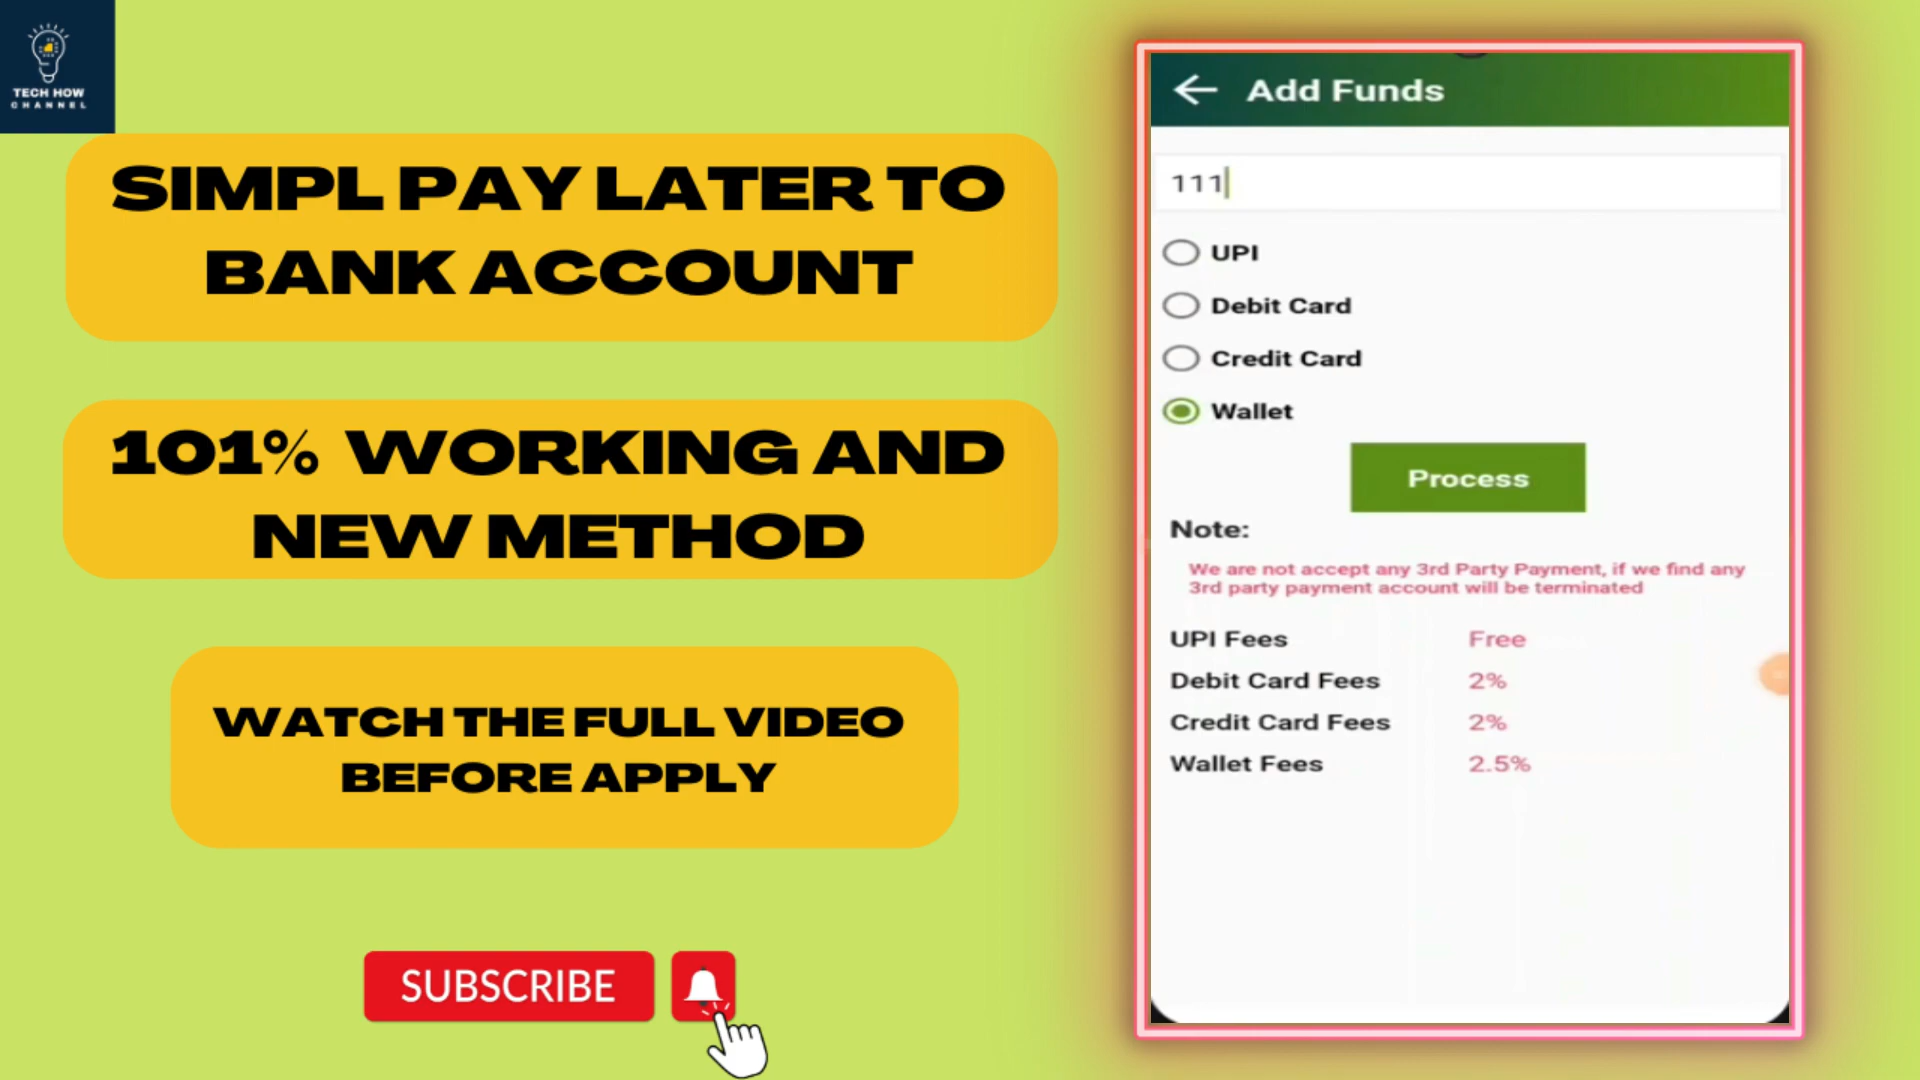 TECH HOW
CHANNEL
SIMPL PAY LATER TO
BANK ACCOUNT
101% WORKING AND
NEW METHOD
WATCH THE FULL VIDEO
BEFORE APPLY
SUBSCRIBE
Add Funds
111
UPI
Debit Card
Credit Card
Wallet
Process
Note:
We are not accept any 3rd Party Payment, if we find any
3rd party payment account will be terminated
UPI Fees Free
Debit Card Fees 2%
Credit Card Fees 2%
Wallet Fees 2.5%